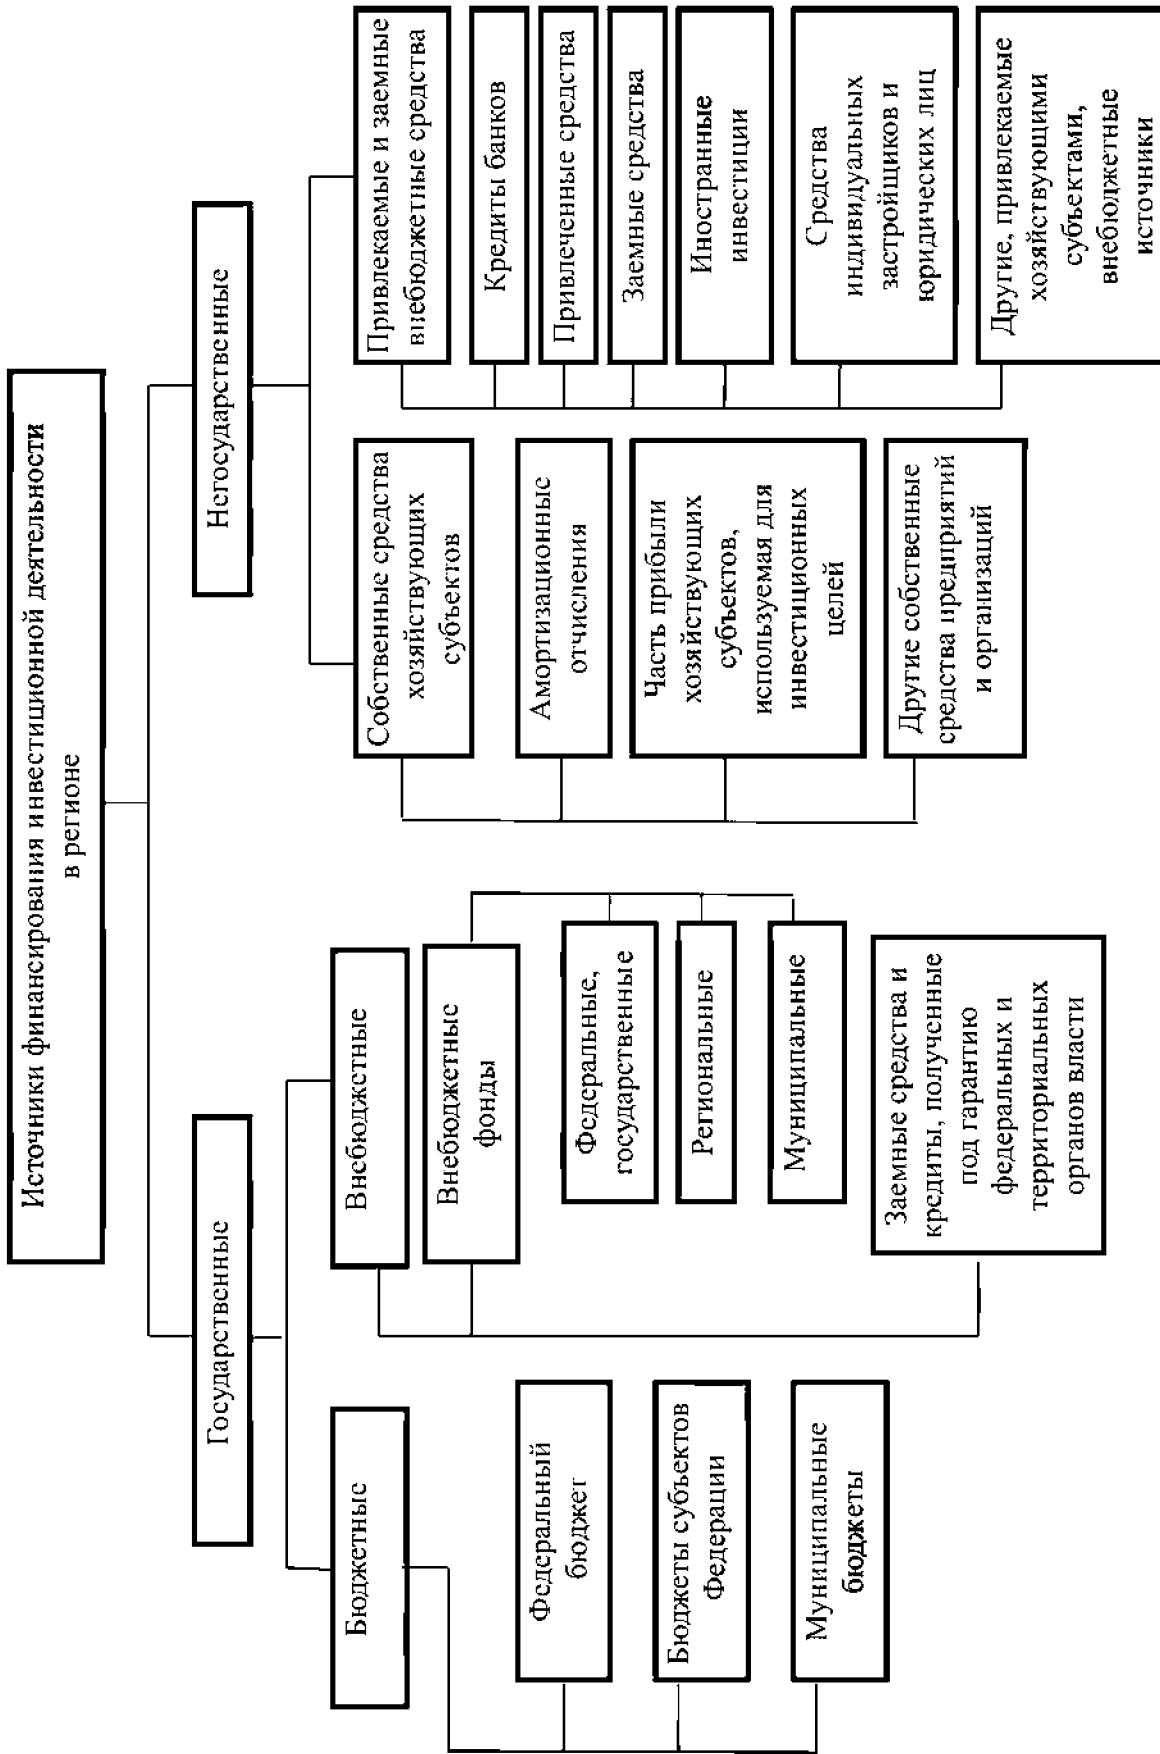 Источники финансирования инвестиционной деятельности
в регионе
Государственные
Негосударственные
Бюджетные
Федеральный
бюджет
Бюджеты субъектов
Федерации
Муниципальные
бюджеты
Внебюджетные
Внебюджетные
фонды
Федеральные,
государственные
Региональные
Муниципальные
Заемные средства и
кредиты, полученные
под гарантию
федеральных и
территориальных
органов власти
Собственные средства
хозяйствующих
субъектов
Амортизационные
отчисления
Часть прибыли
хозяйствующих
субъектов,
используемая для
инвестиционных
целей
Другие собственные
средства предприятий
и организаций
Привлекаемые и заемные
внебюджетные средства
Кредиты банков
Привлеченные средства
Заемные средства
Иностранные
инвестиции
Средства
индивидуальных
застройщиков и
юридических лиц
Другие, привлекаемые
хозяйствующими
субъектами,
внебюджетные
источники